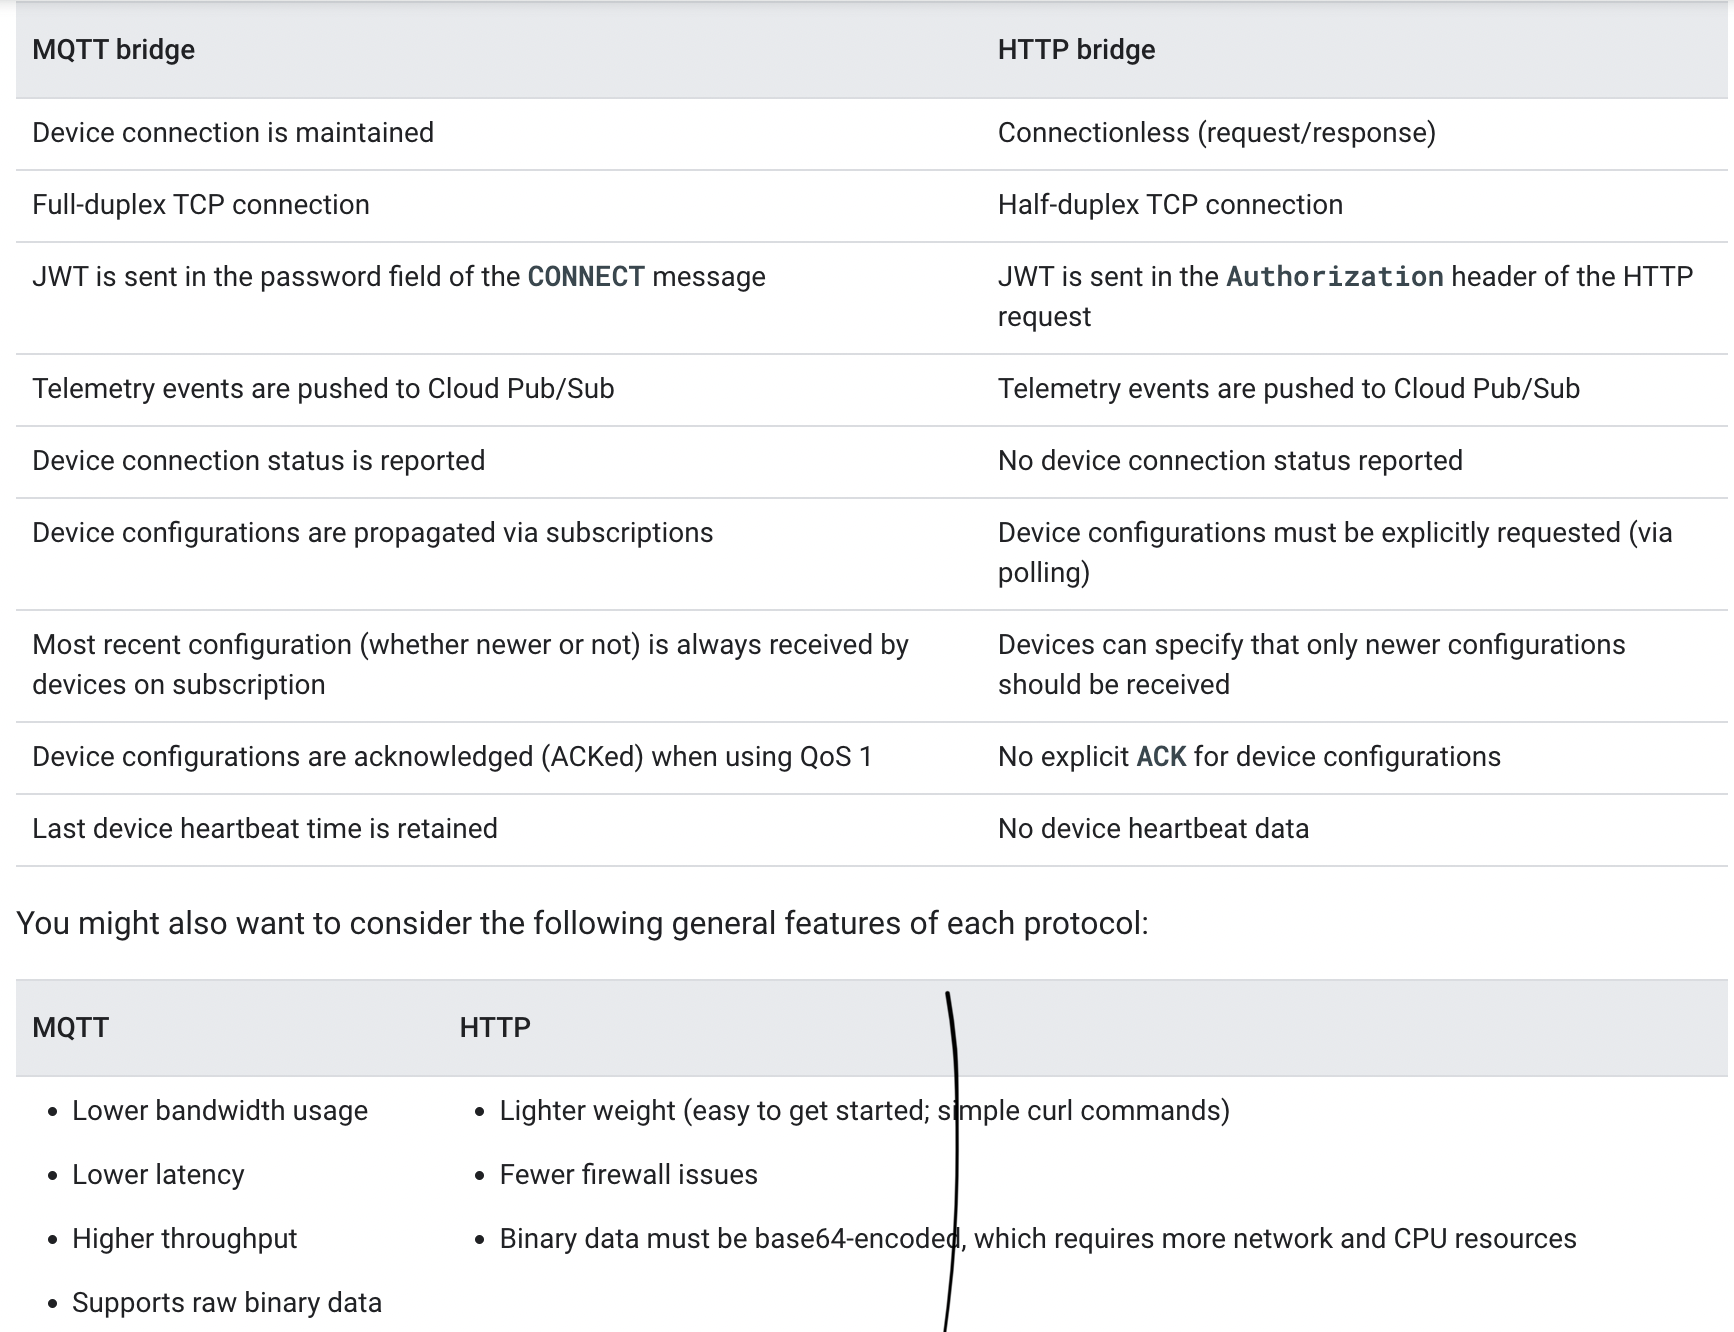 MQTT bridge HTTP bridge
Device connection is maintained Connectionless (request/response)
Full-duplex TCP connection Half-duplex TCP connection
JWT is sent in the password field of the CONNECT message JWT is sent in the Authorization header of the HTTP
request
Telemetry events are pushed to Cloud Pub/Sub Telemetry events are pushed to Cloud Pub/Sub
Device connection status is reported No device connection status reported
Device configurations are propagated via subscriptions Device configurations must be explicitly requested (via
polling)
Most recent configuration (whether newer or not) is always received by Devices can specify that only newer configurations
devices on subscription should be received
Device configurations are acknowledged (ACKed) when using QoS 1 No explicit ACK for device configurations
Last device heartbeat time is retained No device heartbeat data
You might also want to consider the following general features of each protocol:
MQTT HTTP
• Lower bandwidth usage • Lighter weight (easy to get started; simple curl commands)
• Lower latency • Fewer firewall issues
• Higher throughput • Binary data must be base64-encoded, which requires more network and CPU resources
• Supports raw binary data